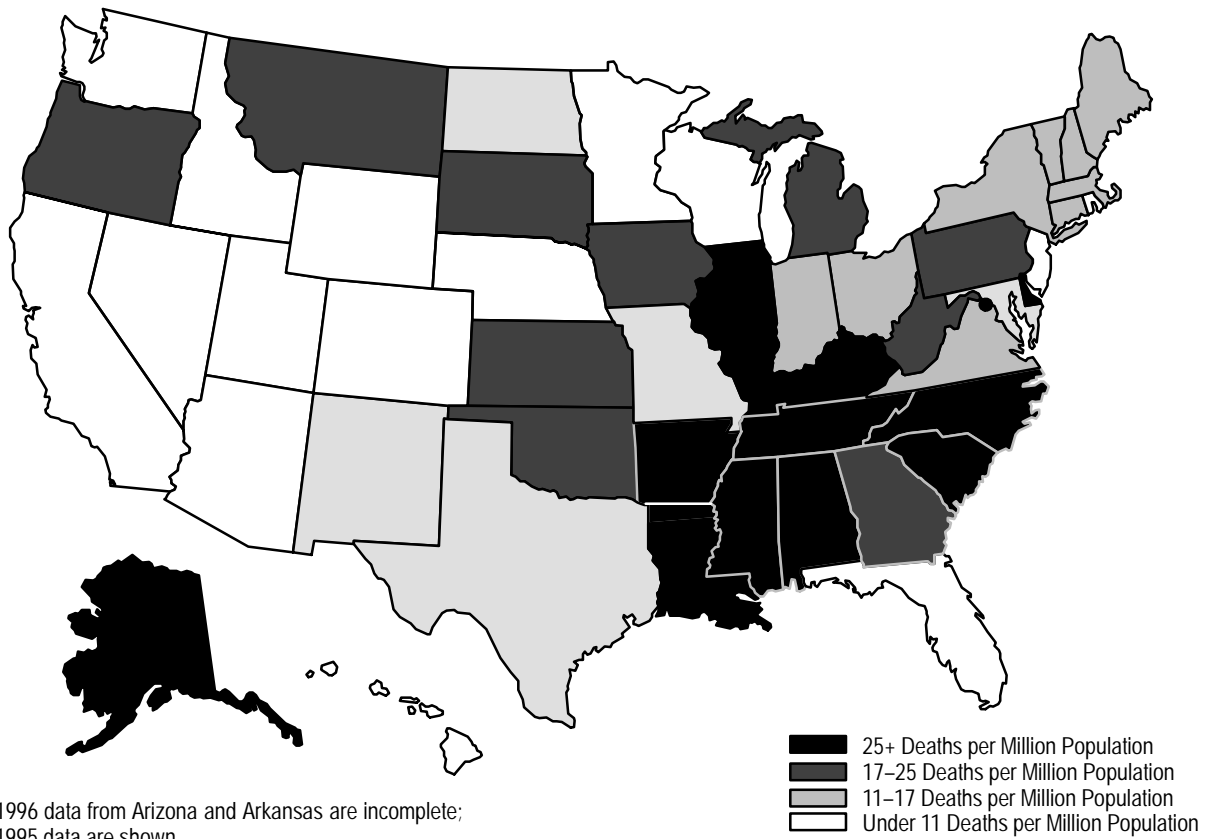 25+ Deaths per Million Population
17–25 Deaths per Million Population
11–17 Deaths per Million Population
Under 11 Deaths per Million Population
1996 data from Arizona and Arkansas are incomplete;
1995 data are shown